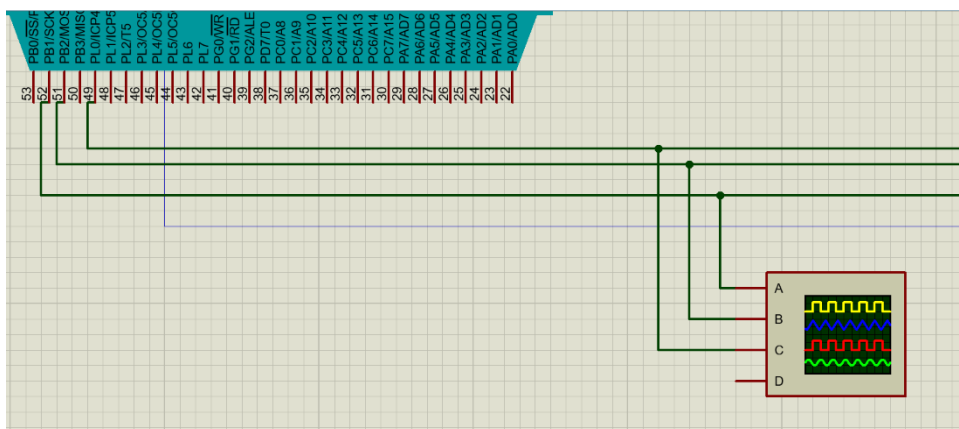 PB0/SS/
PB1/SCK
PB2/MOS
PB3/MISO
PL0/ICP4
PL1/ICP5
PL2/T5
PL3/OC5
PL4/OC5
PL5/OC5
PL6
PL7
PG0/WR
PG1/RD
PG2/ALE
PD7/T0
PC0/A8
PC1/A9
PC2/A10
PC3/A11
PC4/A12
PC5/A13
PC6/A14
PC7/A15
PA7/AD7
PA6/AD6
PA5/AD5
PA4/AD4
PA3/AD3
PA2/AD2
PA1/AD1
PA0/AD0
53
52
51
50
49
48
47
46
45
44
43
42
41
40
39
38
37
36
35
34
33
32
31
30
29
28
27
26
25
24
23
22
A
B
C
D